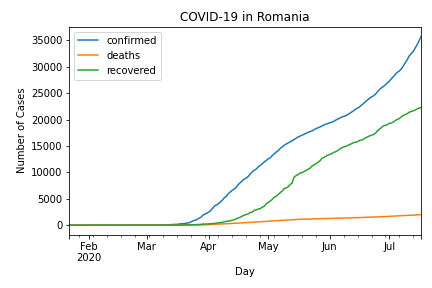 COVID-19 in Romania
confirmed
deaths
recovered
Number of Cases
35000
30000
25000
20000
15000
10000
5000
0
Feb Mar Apr May Jun Jul
2020
Day